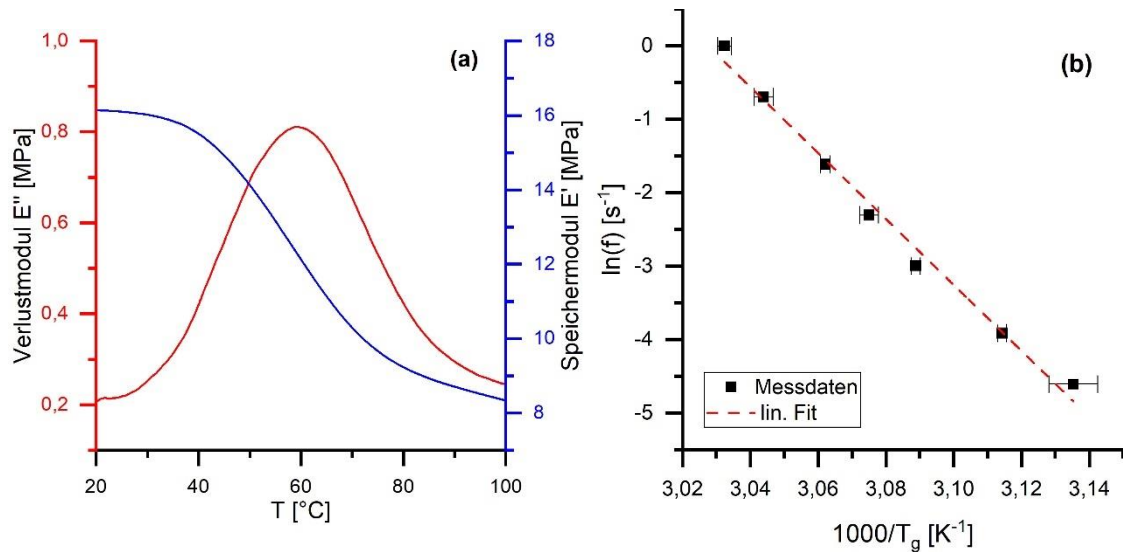 (a)
1,0
0,8
0,6
0,4
0,2
Verlustmodul E" [MPa]
18
16
14
12
10
8
Speichermodul E' [MPa]
20 40 60 80 100
T [°C]
(b)
0
-1
-2
-3
-4
-5
ln(f) [s⁻¹]
Messdaten
lin. Fit
3,02 3,04 3,06 3,08 3,10 3,12 3,14
1000/Tg [K⁻¹]